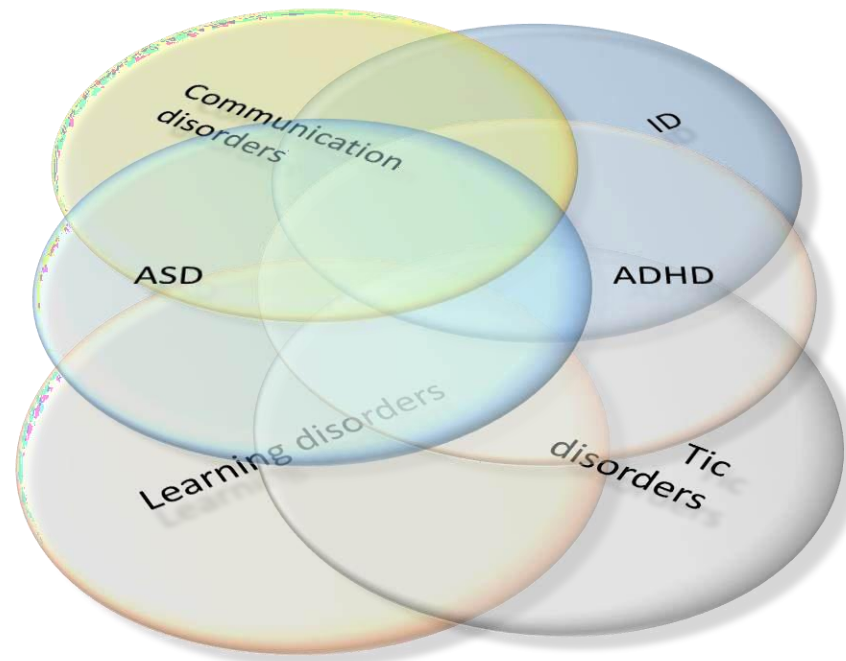 Communication
disorders
ID
ASD
ADHD
Learning disorders
Tic
disorders